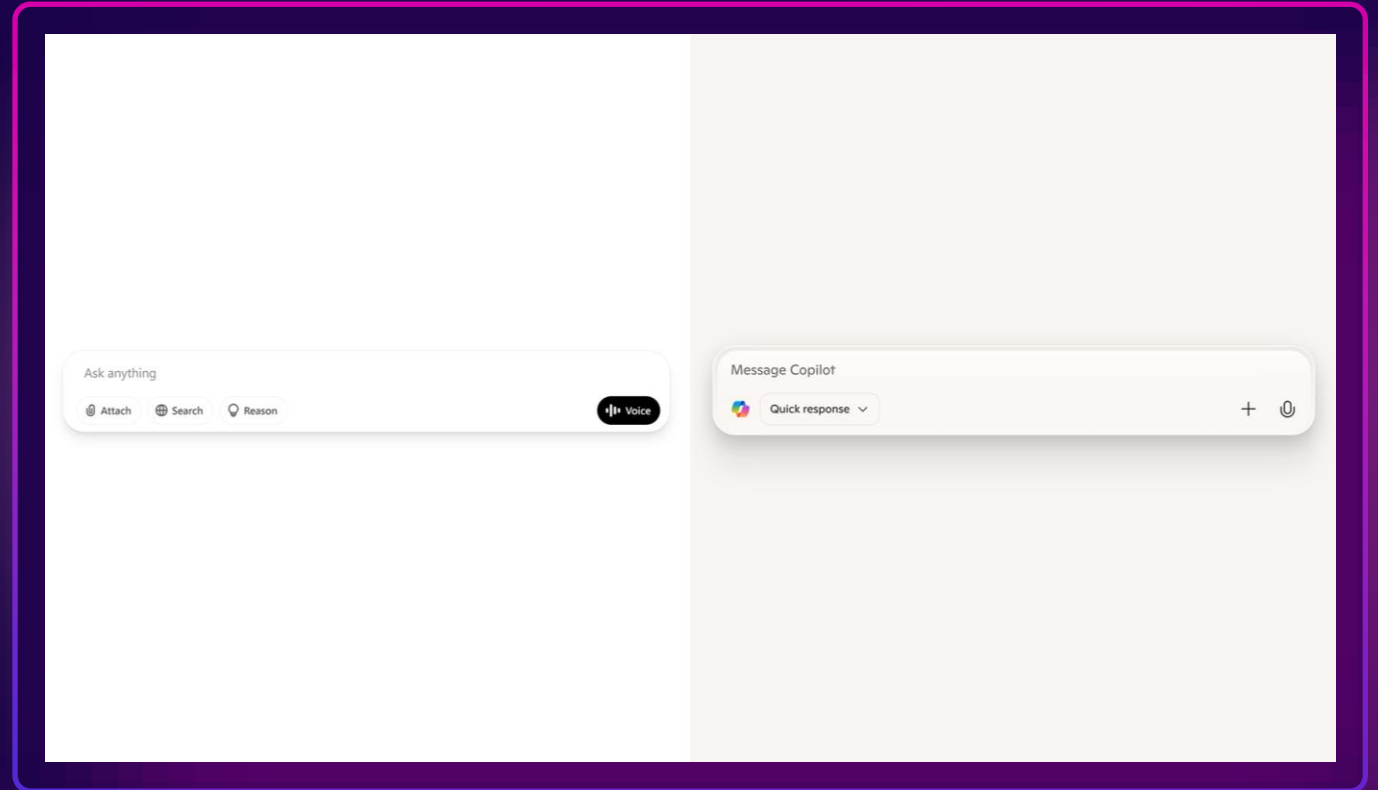 Ask anything
Attach Search Reason Voice
Message Copilot
Quick response